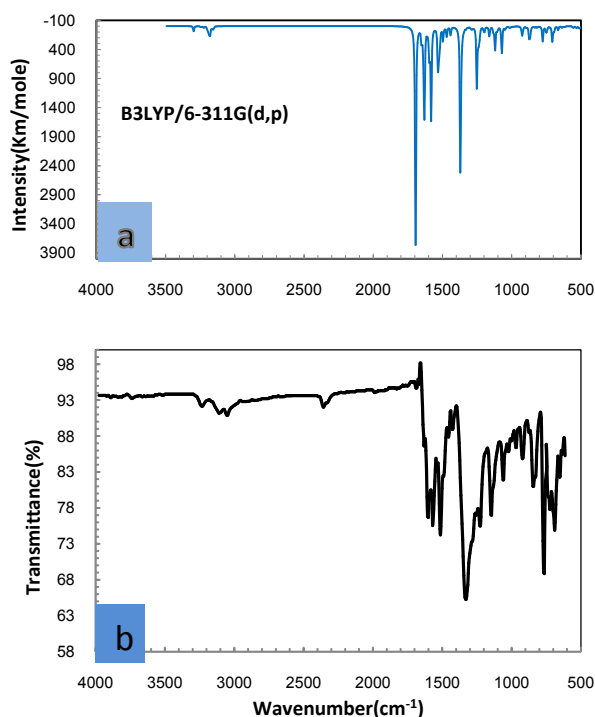 Intensity(Km/mole)
-100
400
900
1400
1900
2400
2900
3400
3900
B3LYP/6-311G(d,p)
a
4000 3500 3000 2500 2000 1500 1000 500
Transmittance(%)
98
93
88
83
78
73
68
63
58
b
4000 3500 3000 2500 2000 1500 1000 500
Wavenumber(cm⁻¹)